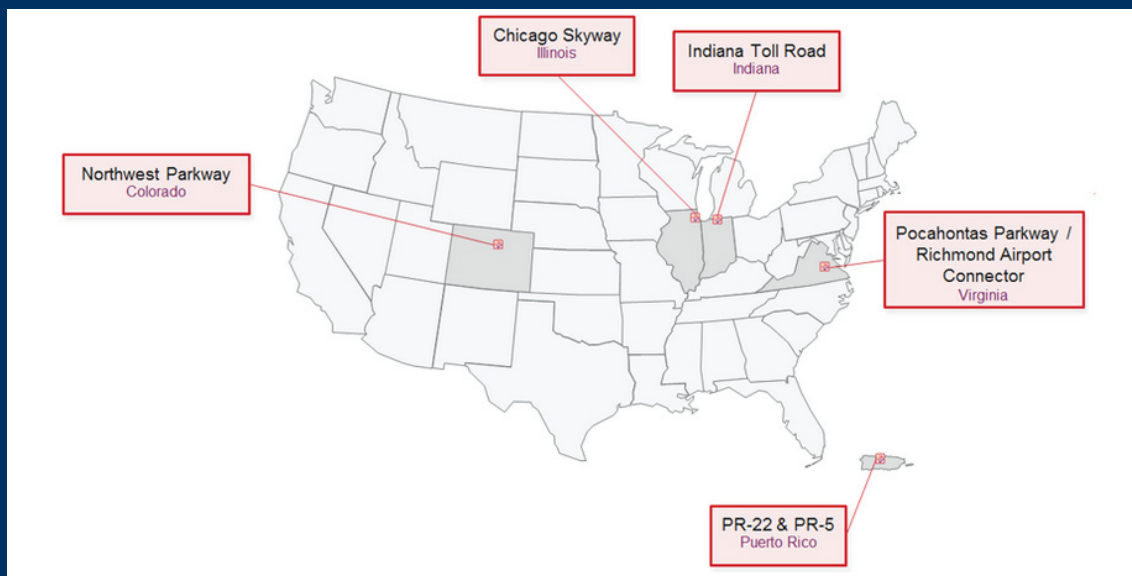 Chicago Skyway
Illinois
Indiana Toll Road
Indiana
Northwest Parkway
Colorado
Pocahontas Parkway /
Richmond Airport
Connector
Virginia
PR-22 & PR-5
Puerto Rico